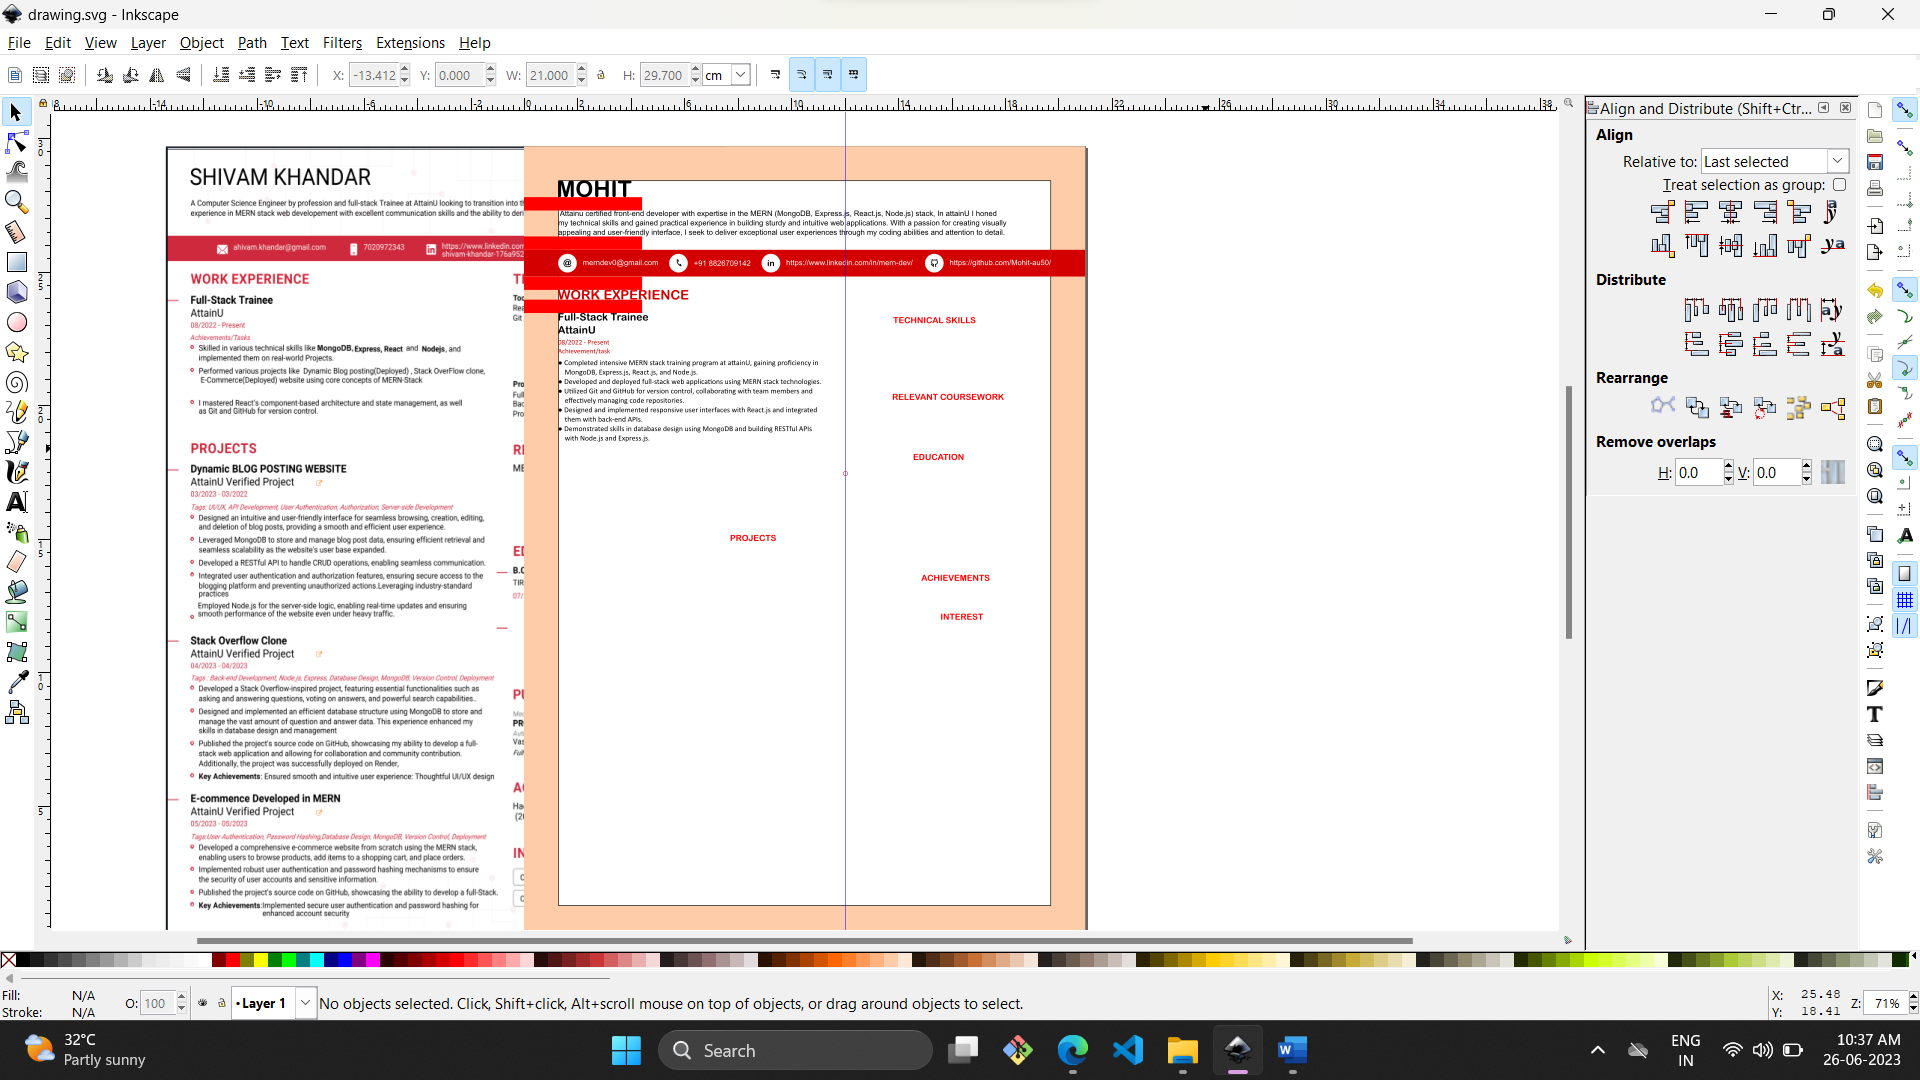 drawing.svg - Inkscape
File Edit View Layer Object Path Text Filters Extensions Help
X: -13.412 Y: 0.000 W: 21.000 H: 29.700 cm
SHIVAM KHANDAR
A Computer Science Engineer by profession and full-stack Trainee at AttainU looking to transition into th
experience in MERN stack web developement with excellent communication skills and the ability to deri
ahivam.khandar@gmail.com 7020972343 https://www.linkedin.com
shivam-khandar-176a952
WORK EXPERIENCE
Full-Stack Trainee
AttainU
08/2022 - Present
Achievements/Tasks
Skilled in various technical skills like MongoDB, Express, React and Nodejs, and
implemented them on real-world Projects.
Performed various projects like Dynamic Blog posting(Deployed) , Stack OverFlow clone,
E-Commerce(Deployed) website using core concepts of MERN-Stack
I mastered React's component-based architecture and state management, as well
as Git and GitHub for version control.
PROJECTS
Dynamic BLOG POSTING WEBSITE
AttainU Verified Project
03/2023 - 03/2022
Tags: UI/UX, API Development, User Authentication, Authorization, Server-side Development
Designed an intuitive and user-friendly interface for seamless browsing, creation, editing,
and deletion of blog posts, providing a smooth and efficient user experience.
Leveraged MongoDB to store and manage blog post data, ensuring efficient retrieval and
seamless scalability as the website's user base expanded.
Developed a RESTful API to handle CRUD operations, enabling seamless communication.
Integrated user authentication and authorization features, ensuring secure access to the
blogging platform and preventing unauthorized actions.Leveraging industry-standard
practices
Employed Node.js for the server-side logic, enabling real-time updates and ensuring
smooth performance of the website even under heavy traffic.
Stack Overflow Clone
AttainU Verified Project
04/2023 - 04/2023
Tags : Back-end Development, Node.js, Express, Database Design, MongoDB, Version Control, Deployment
Developed a Stack Overflow-inspired project, featuring essential functionalities such as
asking and answering questions, voting on answers, and powerful search capabilities..
Designed and implemented an efficient database structure using MongoDB to store and
manage the vast amount of question and answer data. This experience enhanced my
skills in database design and management
Published the project's source code on GitHub, showcasing my ability to develop a full-
stack web application and allowing for collaboration and community contribution.
Additionally, the project was successfully deployed on Render,
Key Achievements: Ensured smooth and intuitive user experience: Thoughtful UI/UX design
E-commerce Developed in MERN
AttainU Verified Project
05/2023 - 05/2023
Tags:User Authentication, Password Hashing,Database Design, MongoDB, Version Control, Deployment
Developed a comprehensive e-commerce website from scratch using the MERN stack,
enabling users to browse products, add items to a shopping cart, and place orders.
Implemented robust user authentication and password hashing mechanisms to ensure
the security of user accounts and sensitive information.
Published the project's source code on GitHub, showcasing the ability to develop a full-Stack.
Key Achievements:Implemented secure user authentication and password hashing for
enhanced account security
MOHIT
Attainu certified front-end developer with expertise in the MERN (MongoDB, Express.js, React.js, Node.js) stack, In attainU I honed
my technical skills and gained practical experience in building sturdy and intuitive web applications. With a passion for creating visually
appealing and user-friendly interface, I seek to deliver exceptional user experiences through my coding abilities and attention to detail.
merndev0@gmail.com +91 8826709142 https://www.linkedin.com/in/mern-dev/ https://github.com/Mohit-au50/
WORK EXPERIENCE
Full-Stack Trainee
AttainU
08/2022 - Present
Achievement/task
● Completed intensive MERN stack training program at attainU, gaining proficiency in
MongoDB, Express.js, React.js, and Node.js.
● Developed and deployed full-stack web applications using MERN stack technologies.
● Utilized Git and GitHub for version control, collaborating with team members and
effectively managing code repositories.
● Designed and implemented responsive user interfaces with React.js and integrated
them with back-end APIs.
● Demonstrated skills in database design using MongoDB and building RESTful APIs
with Node.js and Express.js.
TECHNICAL SKILLS
RELEVANT COURSEWORK
EDUCATION
PROJECTS
ACHIEVEMENTS
INTEREST
Align and Distribute (Shift+Ctr...
Align
Relative to: Last selected
Treat selection as group:
Distribute
Rearrange
Remove overlaps
H: 0.0 V: 0.0
Fill: N/A
Stroke: N/A
O: 100
•Layer 1
No objects selected. Click, Shift+click, Alt+scroll mouse on top of objects, or drag around objects to select.
X: 25.48
Y: 18.41
Z: 71%
32°C
Partly sunny
Search
ENG
IN
10:37 AM
26-06-2023